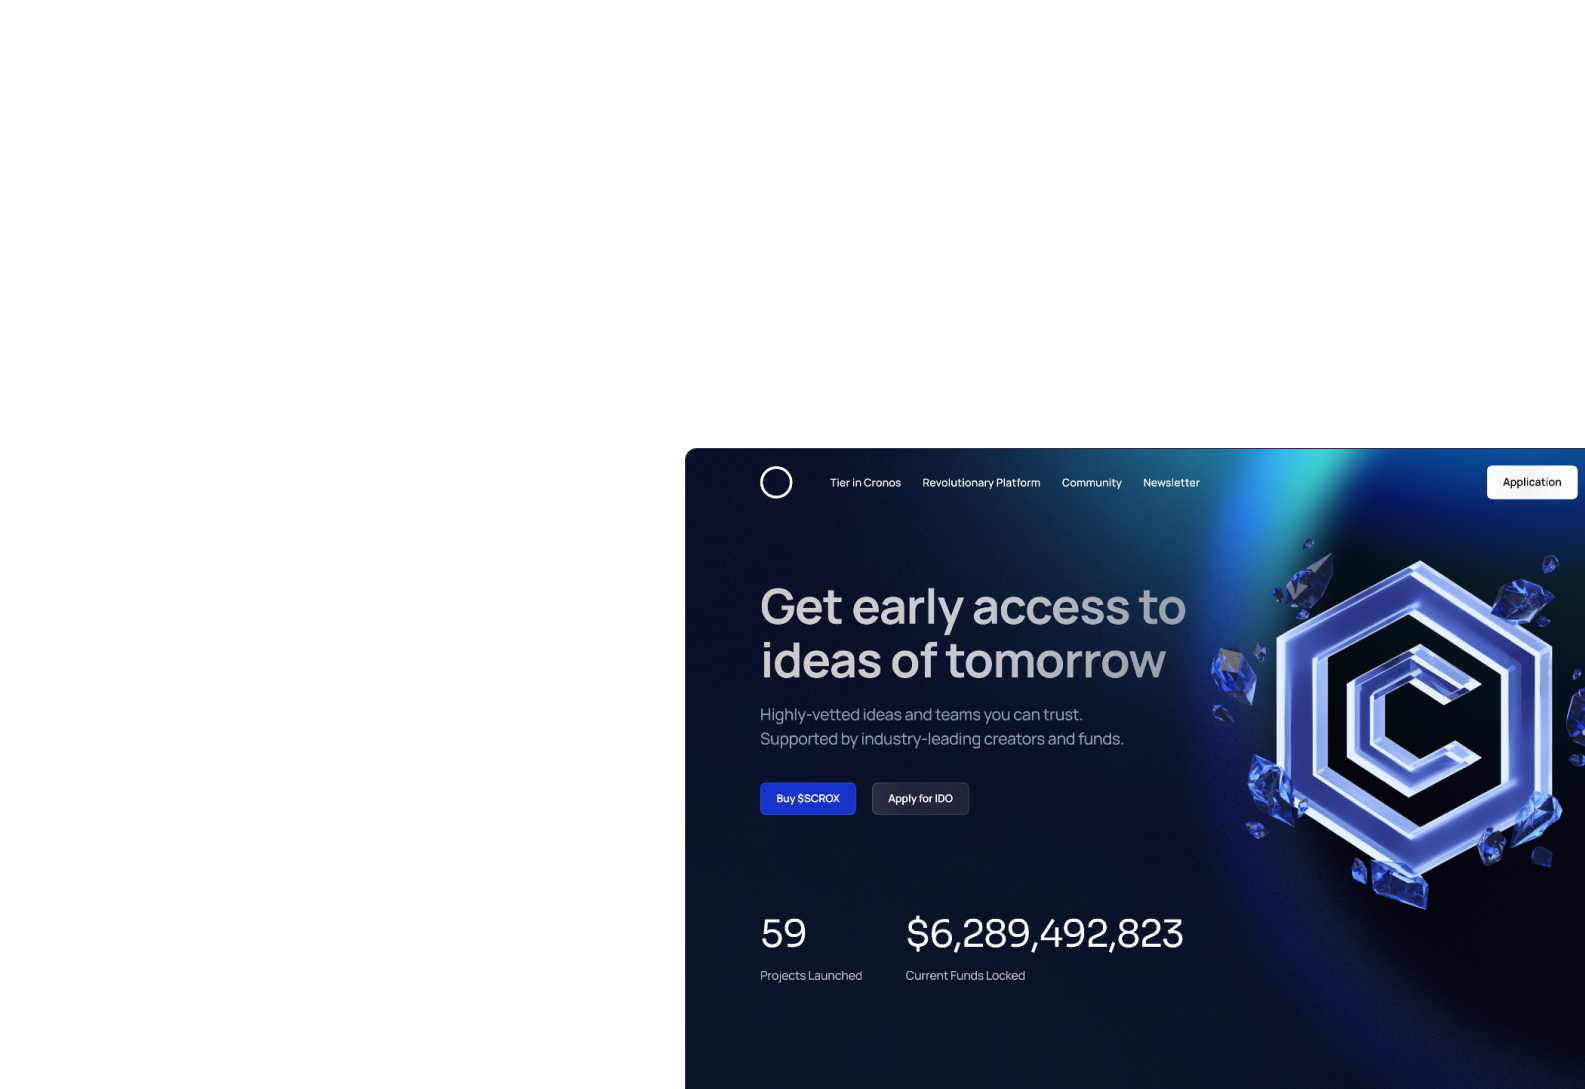 Tier in Cronos Revolutionary Platform Community Newsletter Application
Get early access to
ideas of tomorrow
Highly-vetted ideas and teams you can trust.
Supported by industry-leading creators and funds.
Buy $SCROX Apply for IDO
59 $6,289,492,823
Projects Launched Current Funds Locked